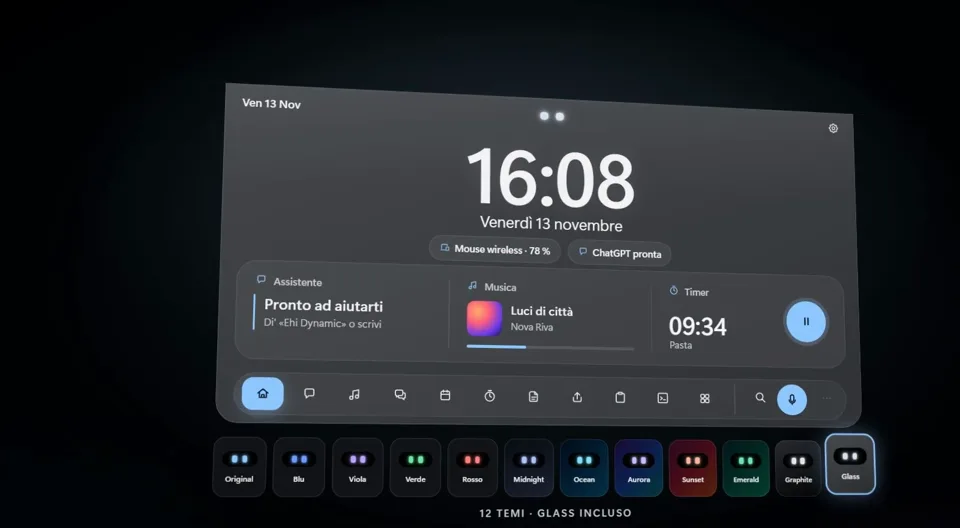 Ven 13 Nov
16:08
Venerdì 13 novembre
Mouse wireless · 78 %
ChatGPT pronta
Assistente
Pronto ad aiutarti
Di' «Ehi Dynamic» o scrivi
Musica
Luci di città
Nova Riva
Timer
09:34
Pasta
Original
Blu
Viola
Verde
Rosso
Midnight
Ocean
Aurora
Sunset
Emerald
Graphite
Glass
12 TEMI · GLASS INCLUSO